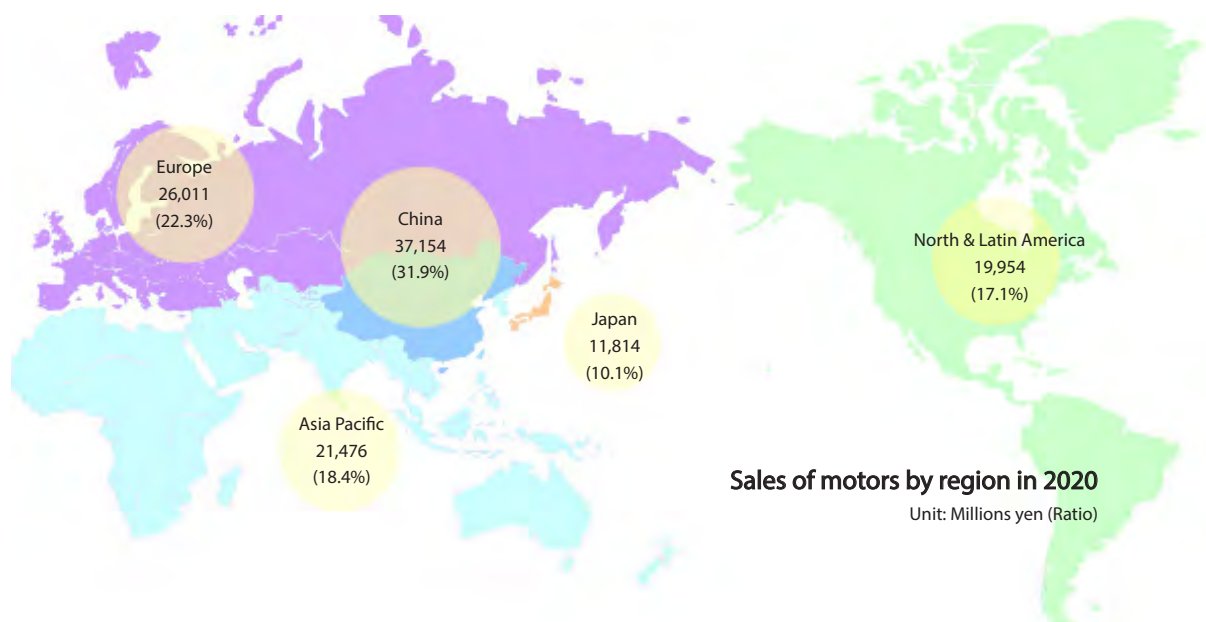 Europe
26,011
(22.3%)
China
37,154
(31.9%)
North & Latin America
19,954
(17.1%)
Japan
11,814
(10.1%)
Asia Pacific
21,476
(18.4%)
Sales of motors by region in 2020
Unit: Millions yen (Ratio)